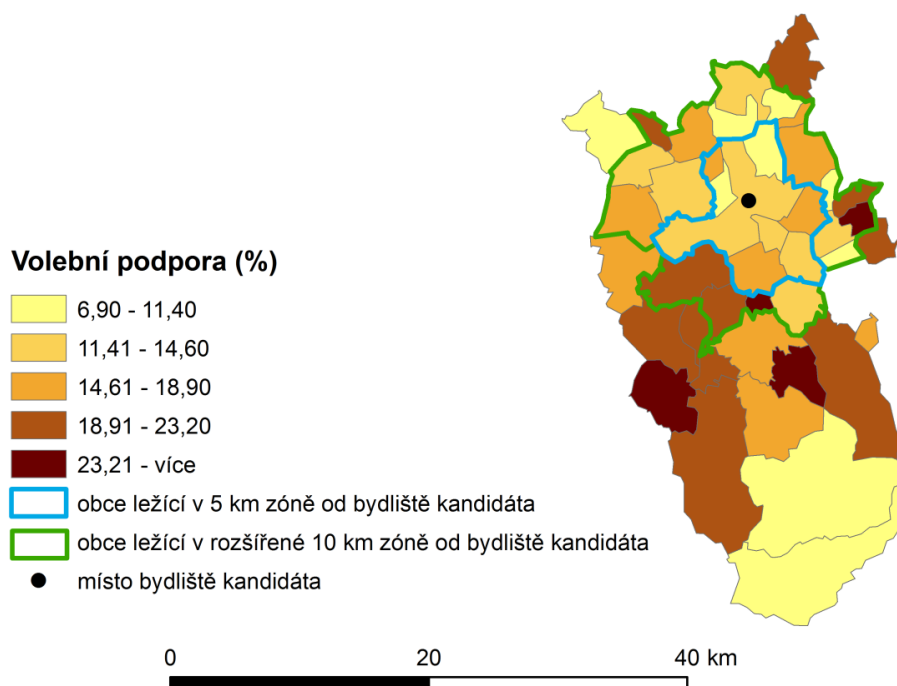 Volební podpora (%)
6,90 - 11,40
11,41 - 14,60
14,61 - 18,90
18,91 - 23,20
23,21 - více
obce ležící v 5 km zóně od bydliště kandidáta
obce ležící v rozšířené 10 km zóně od bydliště kandidáta
místo bydliště kandidáta
0 20 40 km